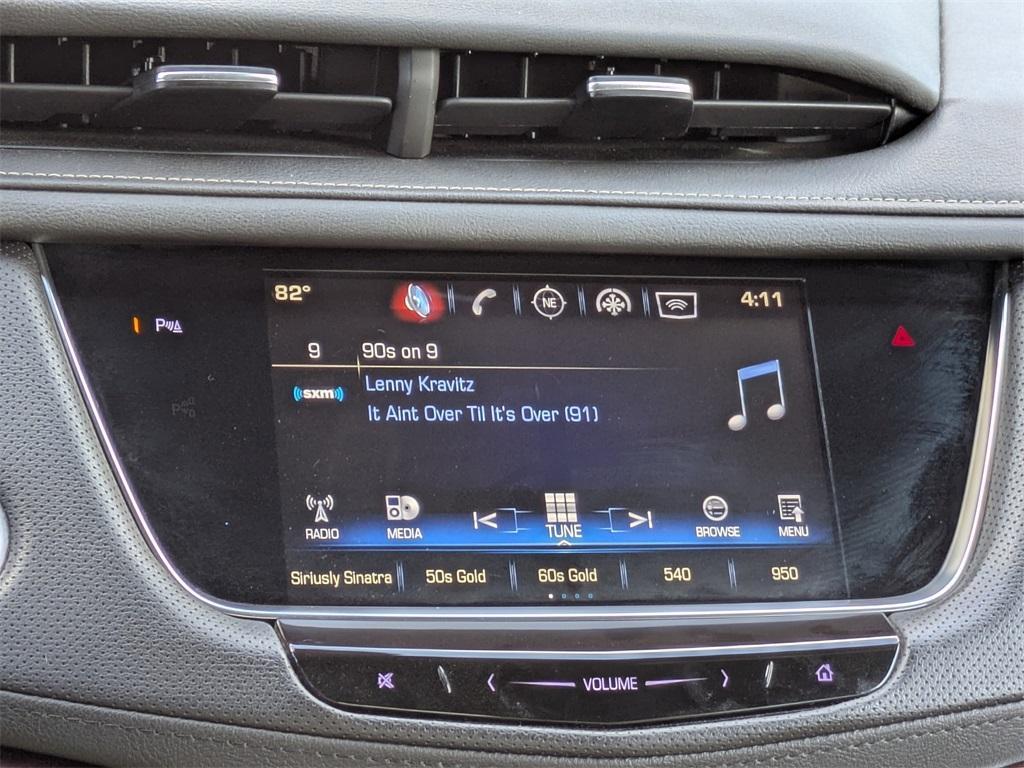 82° NE 4:11
P
9 90s on 9
((sxm)) Lenny Kravitz
It Aint Over Til It's Over (91)
P
RADIO MEDIA TUNE BROWSE MENU
Siriusly Sinatra 50s Gold 60s Gold 540 950
VOLUME